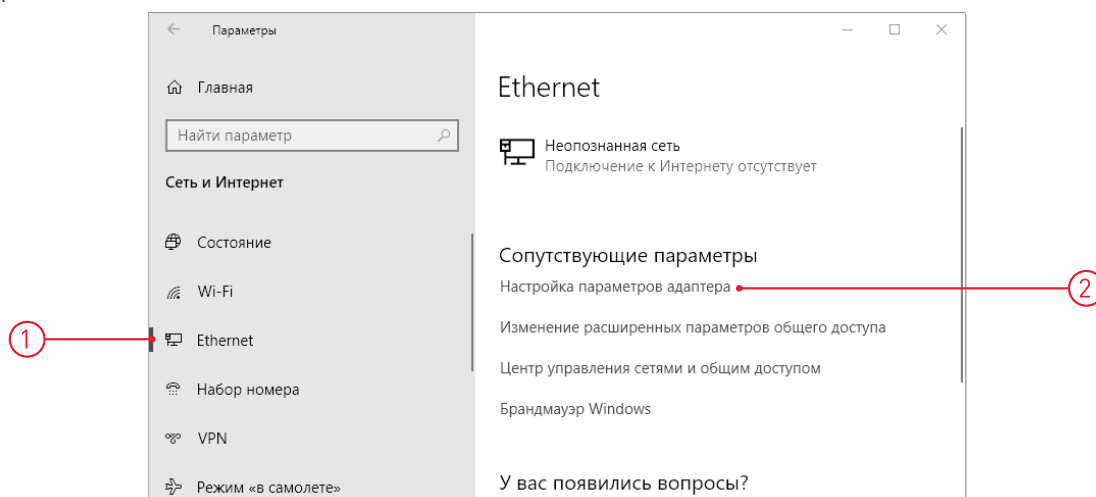 Параметры
Главная
Найти параметр
Сеть и Интернет
Состояние
Wi-Fi
1
Ethernet
Набор номера
VPN
Режим «в самолете»
Ethernet
Неопознанная сеть
Подключение к Интернету отсутствует
Сопутствующие параметры
Настройка параметров адаптера
2
Изменение расширенных параметров общего доступа
Центр управления сетями и общим доступом
Брандмауэр Windows
У вас появились вопросы?